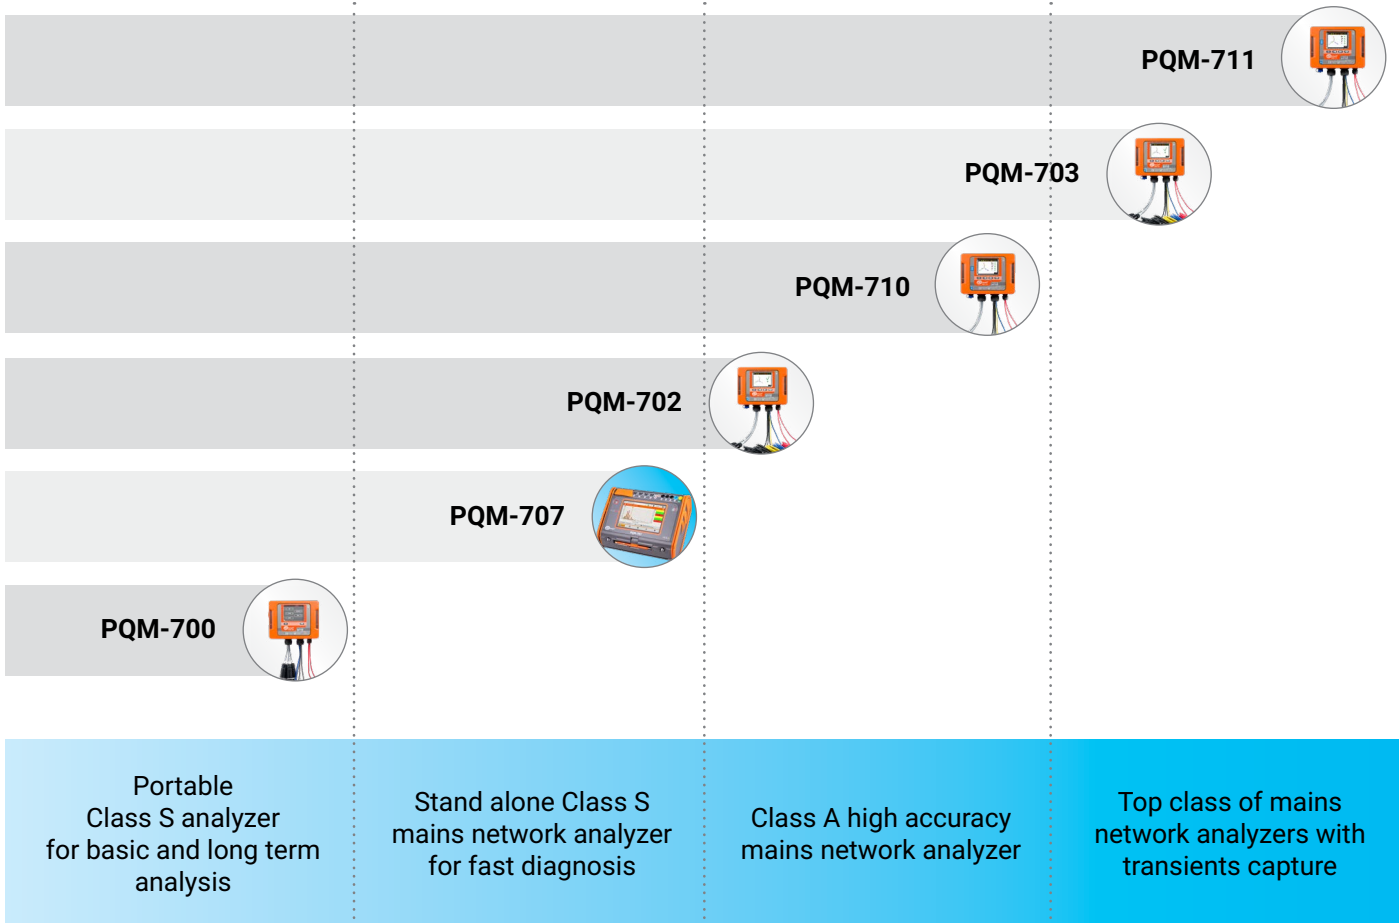 PQM-711
PQM-703
PQM-710
PQM-702
PQM-707
PQM-700
Portable
Class S analyzer
for basic and long term
analysis
Stand alone Class S
mains network analyzer
for fast diagnosis
Class A high accuracy
mains network analyzer
Top class of mains
network analyzers with
transients capture